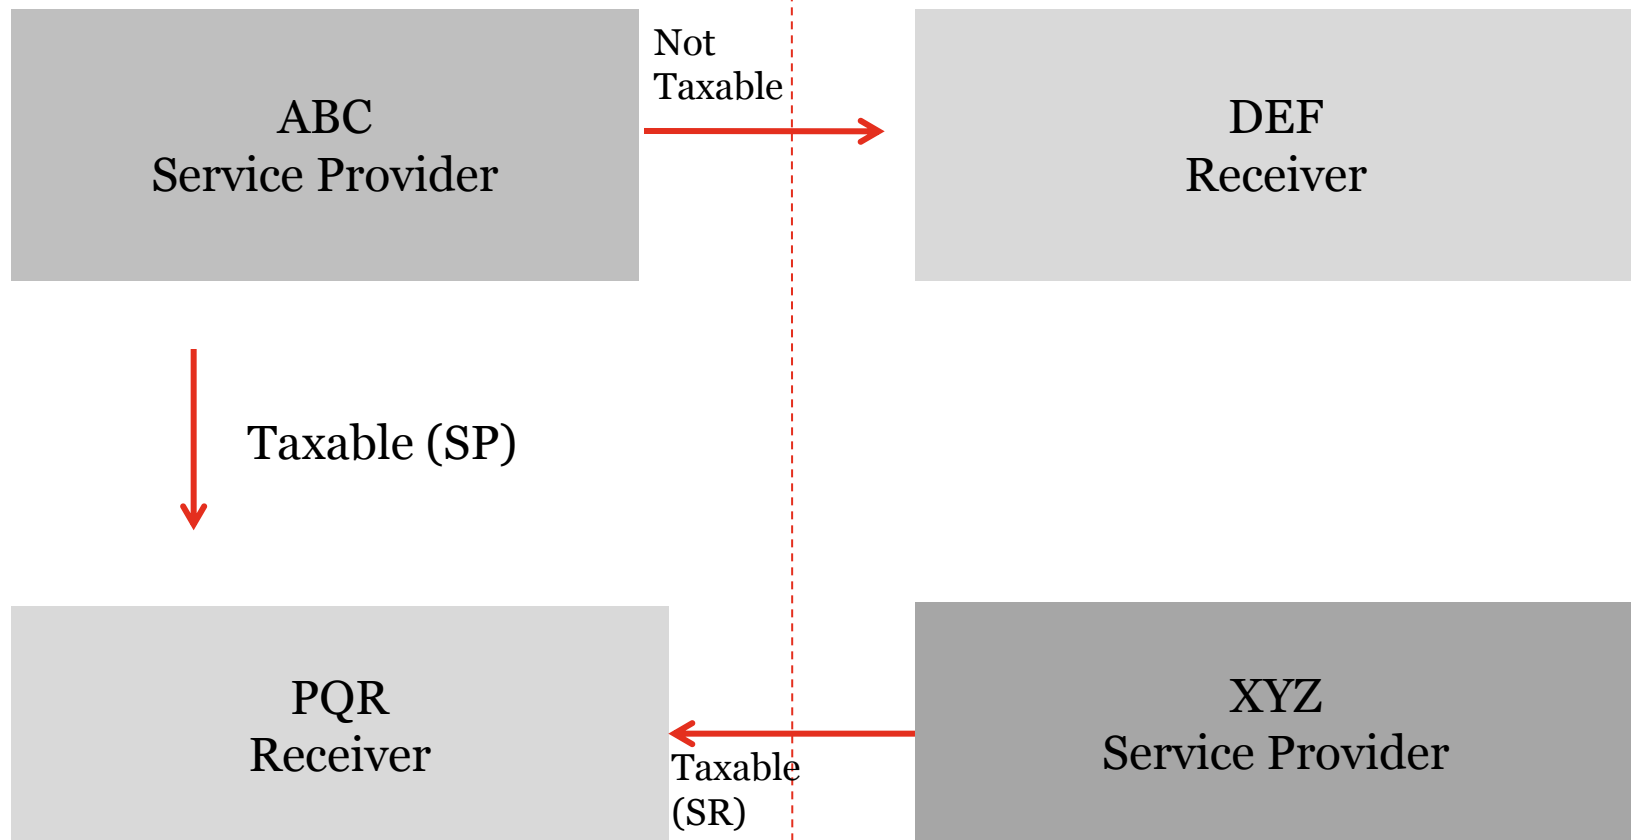 ABC
Service Provider
Not
Taxable
DEF
Receiver
Taxable (SP)
PQR
Receiver
Taxable
(SR)
XYZ
Service Provider